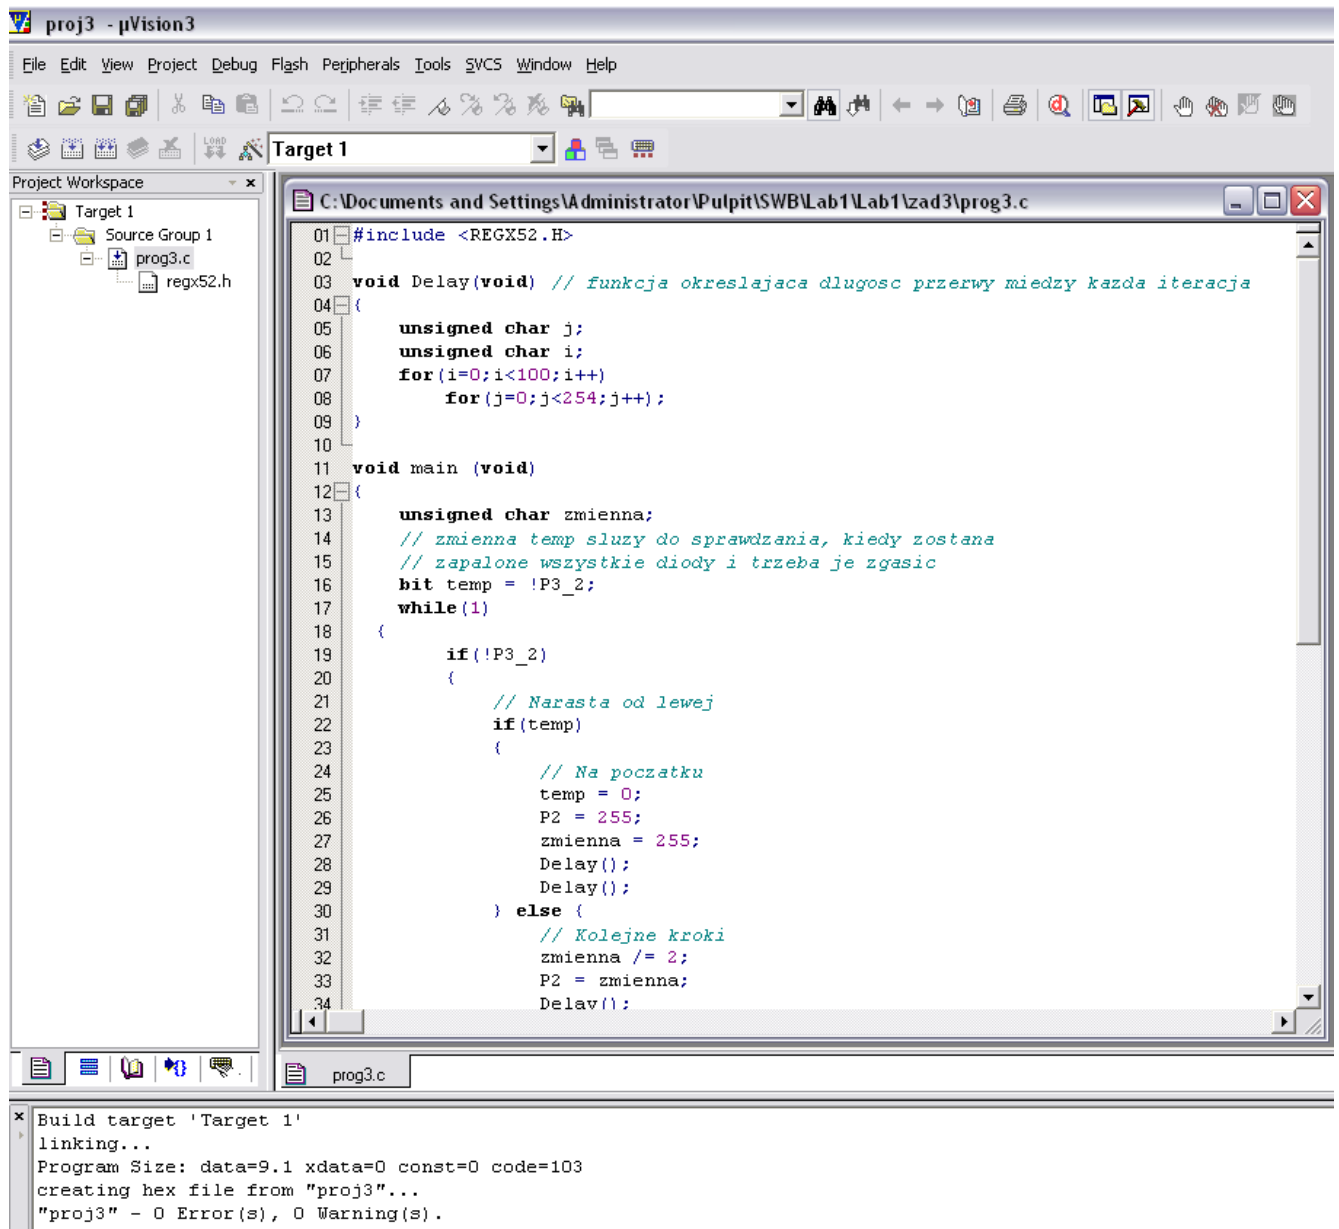 proj3 - µVision3
File Edit View Project Debug Flash Peripherals Tools SVCS Window Help
LOAD
Target 1
Project Workspace
Target 1
Source Group 1
prog3.c
regx52.h
C:\Documents and Settings\Administrator\Pulpit\SWB\Lab1\Lab1\zad3\prog3.c
01 #include <REGX52.H>
02
03 void Delay(void) // funkcja okreslajaca dlugosc przerwy miedzy kazda iteracja
04 {
05 unsigned char j;
06 unsigned char i;
07 for(i=0;i<100;i++)
08 for(j=0;j<254;j++);
09 }
10
11 void main (void)
12 {
13 unsigned char zmienna;
14 // zmienna temp sluzy do sprawdzania, kiedy zostana
15 // zapalone wszystkie diody i trzeba je zgasic
16 bit temp = !P3_2;
17 while(1)
18 {
19 if(!P3_2)
20 {
21 // Narasta od lewej
22 if(temp)
23 {
24 // Na poczatku
25 temp = 0;
26 P2 = 255;
27 zmienna = 255;
28 Delay();
29 Delay();
30 } else {
31 // Kolejne kroki
32 zmienna /= 2;
33 P2 = zmienna;
34 Delay();
prog3.c
Build target 'Target 1'
linking...
Program Size: data=9.1 xdata=0 const=0 code=103
creating hex file from "proj3"...
"proj3" - 0 Error(s), 0 Warning(s).